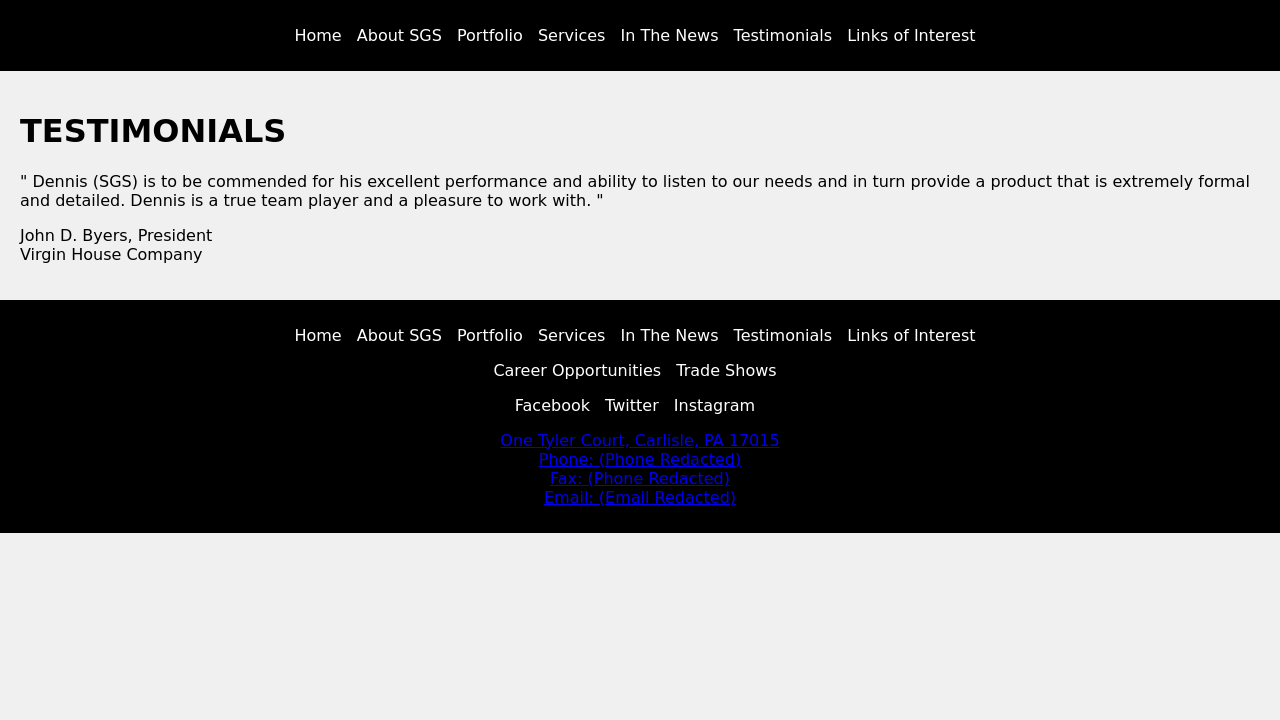 Home About SGS Portfolio Services In The News Testimonials Links of Interest
TESTIMONIALS
" Dennis (SGS) is to be commended for his excellent performance and ability to listen to our needs and in turn provide a product that is extremely formal
and detailed. Dennis is a true team player and a pleasure to work with. "
John D. Byers, President
Virgin House Company
Home About SGS Portfolio Services In The News Testimonials Links of Interest
Career Opportunities Trade Shows
Facebook Twitter Instagram
One Tyler Court, Carlisle, PA 17015
Phone: (Phone Redacted)
Fax: (Phone Redacted)
Email: (Email Redacted)